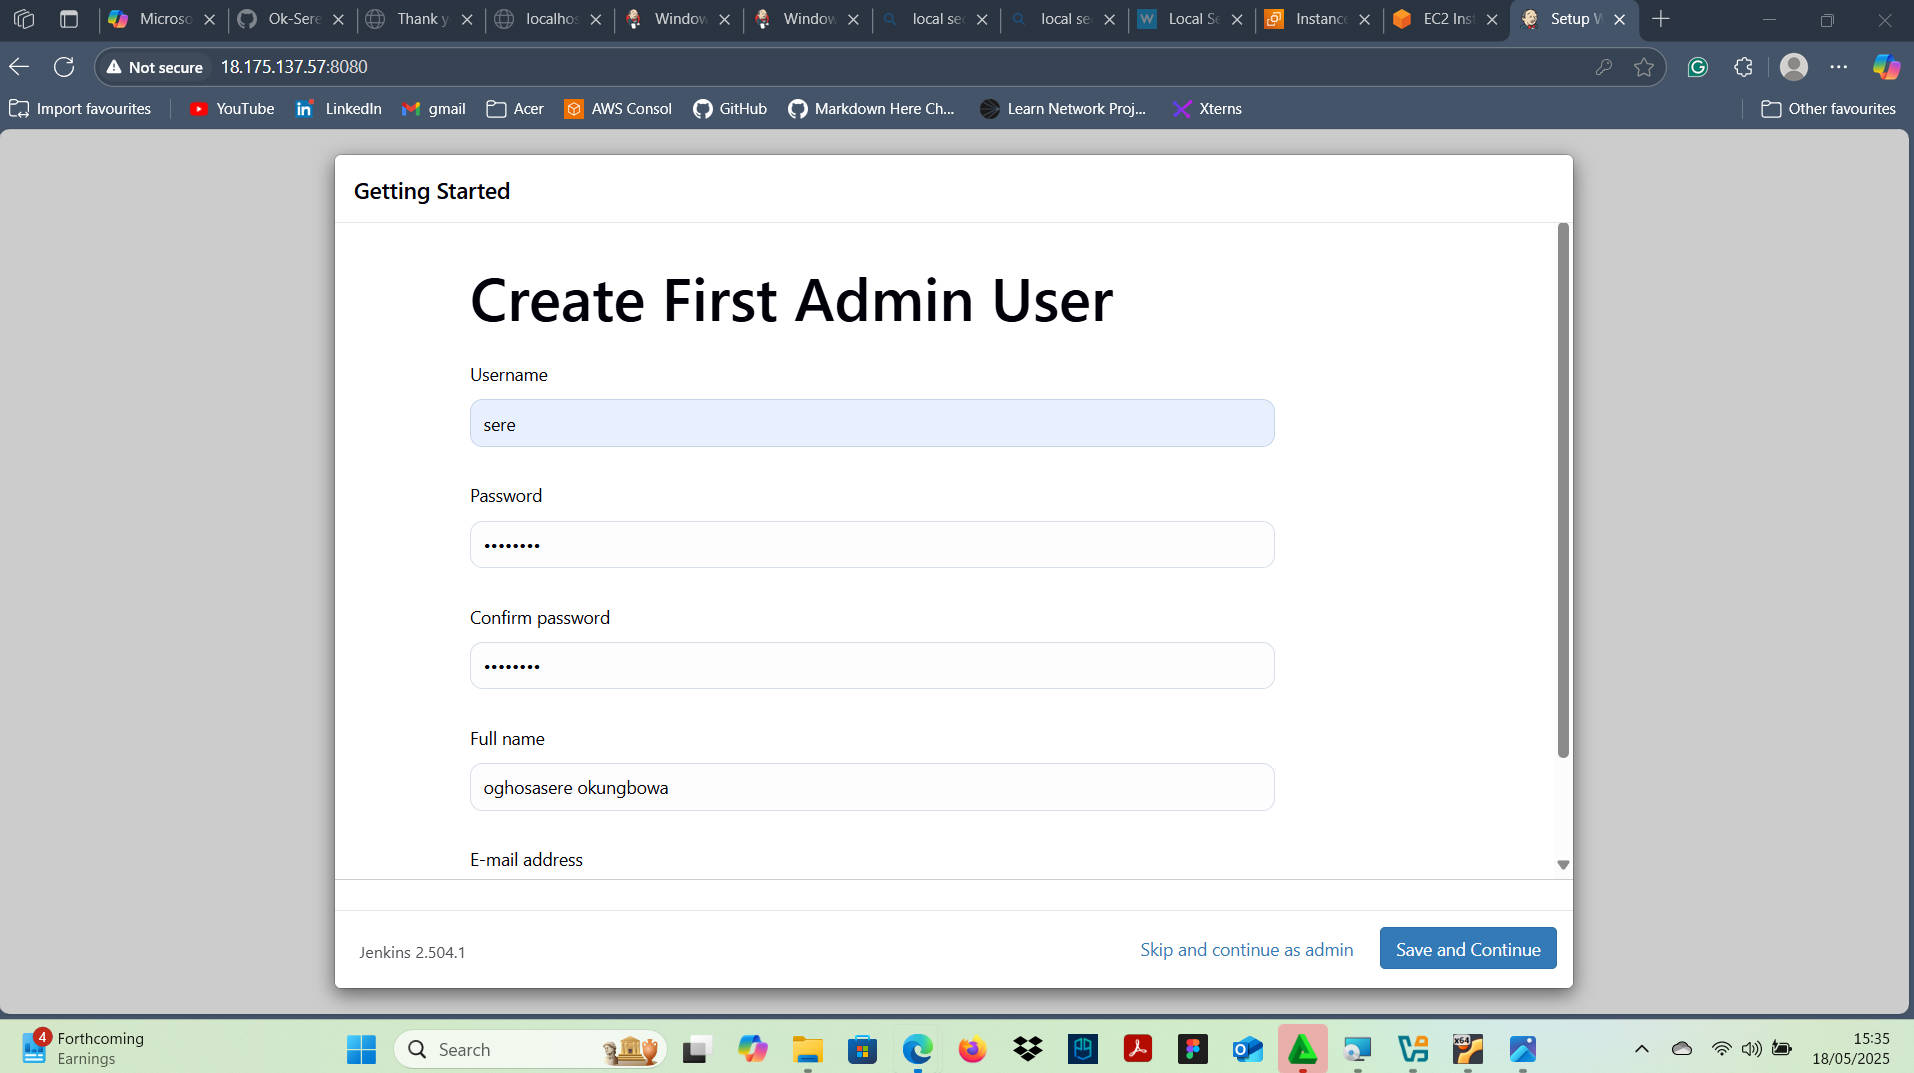 Microso
Ok-Sere
Thank y
localhos
Window
Window
local sec
local se
Local Se
Instance
EC2 Inst
Setup W
Not secure
18.175.137.57:8080
Import favourites
YouTube
LinkedIn
gmail
Acer
AWS Consol
GitHub
Markdown Here Ch...
Learn Network Proj...
Xterns
Other favourites
Getting Started
Create First Admin User
Username
sere
Password
••••••••
Confirm password
••••••••
Full name
oghosasere okungbowa
E-mail address
Jenkins 2.504.1
Skip and continue as admin
Save and Continue
4
Forthcoming
Earnings
Search
15:35
18/05/2025